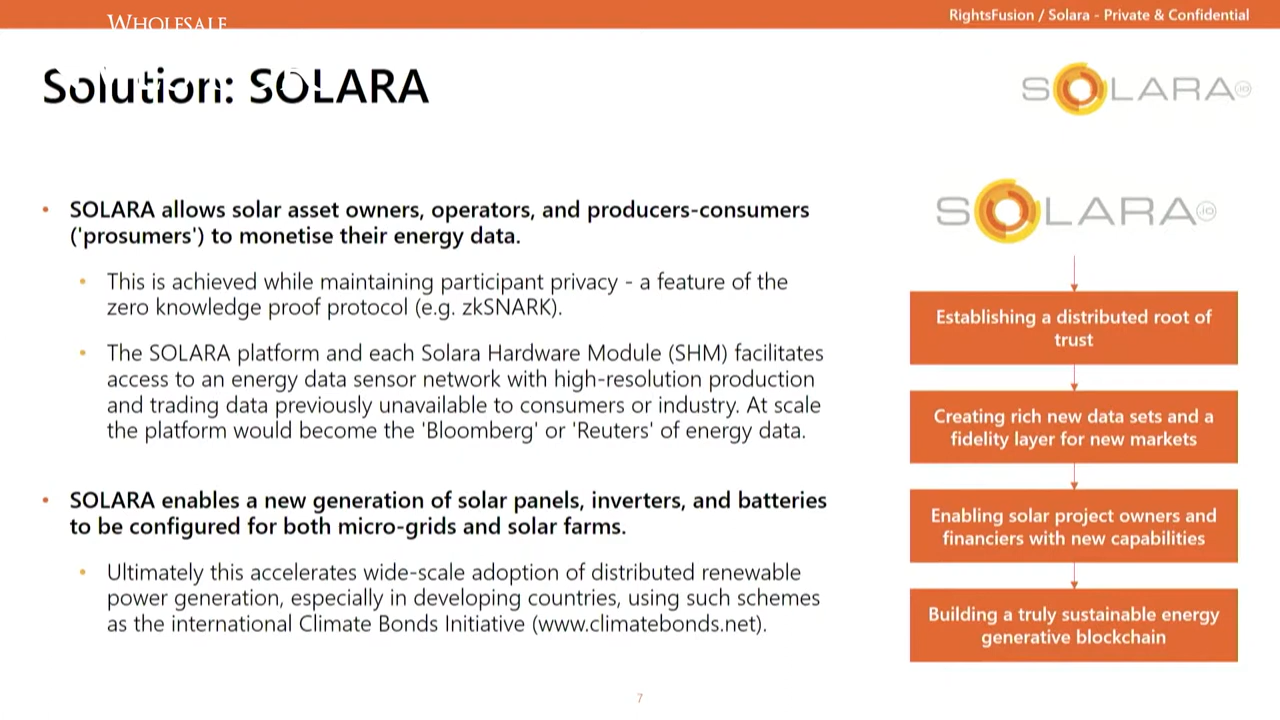 WHOLESALE
RightsFusion / Solara - Private & Confidential
Solution: SOLARA
SOLARA.IO
• SOLARA allows solar asset owners, operators, and producers-consumers
('prosumers') to monetise their energy data.
• This is achieved while maintaining participant privacy - a feature of the
zero knowledge proof protocol (e.g. zkSNARK).
• The SOLARA platform and each Solara Hardware Module (SHM) facilitates
access to an energy data sensor network with high-resolution production
and trading data previously unavailable to consumers or industry. At scale
the platform would become the 'Bloomberg' or 'Reuters' of energy data.
• SOLARA enables a new generation of solar panels, inverters, and batteries
to be configured for both micro-grids and solar farms.
• Ultimately this accelerates wide-scale adoption of distributed renewable
power generation, especially in developing countries, using such schemes
as the international Climate Bonds Initiative (www.climatebonds.net).
SOLARA.IO
Establishing a distributed root of
trust
Creating rich new data sets and a
fidelity layer for new markets
Enabling solar project owners and
financiers with new capabilities
Building a truly sustainable energy
generative blockchain
7